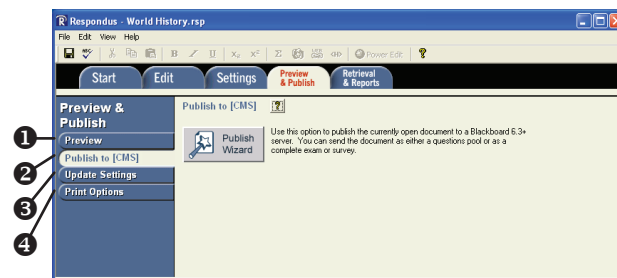 Respondus - World History.rsp
File Edit View Help
B I U X₂ X² Σ Power Edit ?
Start Edit Settings Preview & Publish Retrieval & Reports
Preview & Publish
Publish to [CMS] ?
1 Preview
2 Publish to [CMS]
3 Update Settings
4 Print Options
Publish Wizard
Use this option to publish the currently open document to a Blackboard 6.3+
server. You can send the document as either a questions pool or as a
complete exam or survey.